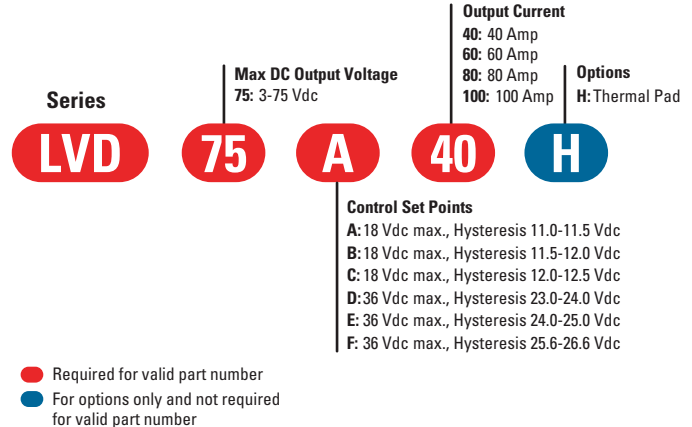 Output Current
40: 40 Amp
60: 60 Amp
80: 80 Amp
100: 100 Amp
Max DC Output Voltage
75: 3-75 Vdc
Options
H: Thermal Pad
Series
LVD 75 A 40 H
Control Set Points
A: 18 Vdc max., Hysteresis 11.0-11.5 Vdc
B: 18 Vdc max., Hysteresis 11.5-12.0 Vdc
C: 18 Vdc max., Hysteresis 12.0-12.5 Vdc
D: 36 Vdc max., Hysteresis 23.0-24.0 Vdc
E: 36 Vdc max., Hysteresis 24.0-25.0 Vdc
F: 36 Vdc max., Hysteresis 25.6-26.6 Vdc
Required for valid part number
For options only and not required
for valid part number